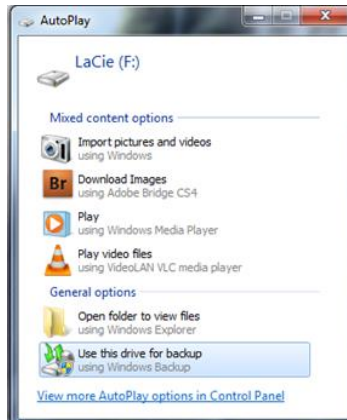 AutoPlay
LaCie (F:)
Mixed content options
Import pictures and videos
using Windows
Br
Download Images
using Adobe Bridge CS4
Play
using Windows Media Player
Play video files
using VideoLAN VLC media player
General options
Open folder to view files
using Windows Explorer
Use this drive for backup
using Windows Backup
View more AutoPlay options in Control Panel